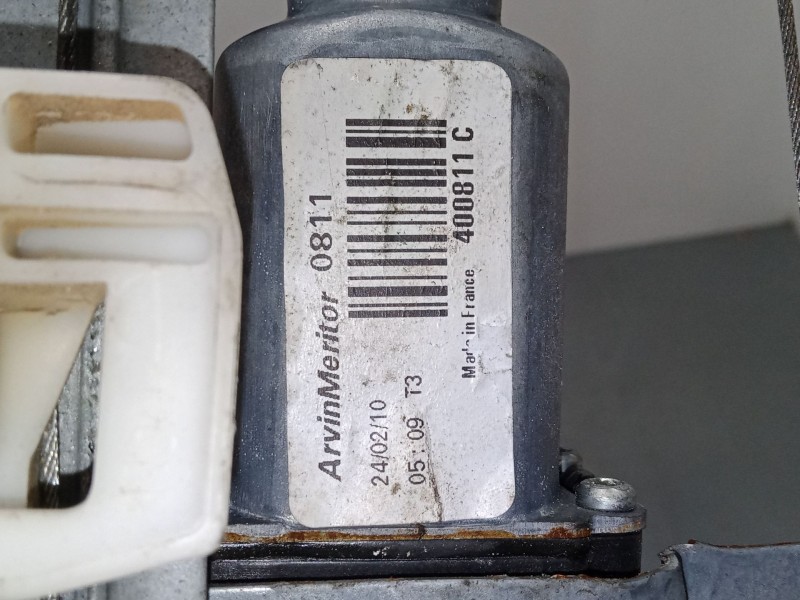 ArvinMeritor 0811
24/02/10
05:09 T3
400811 C
Made in France